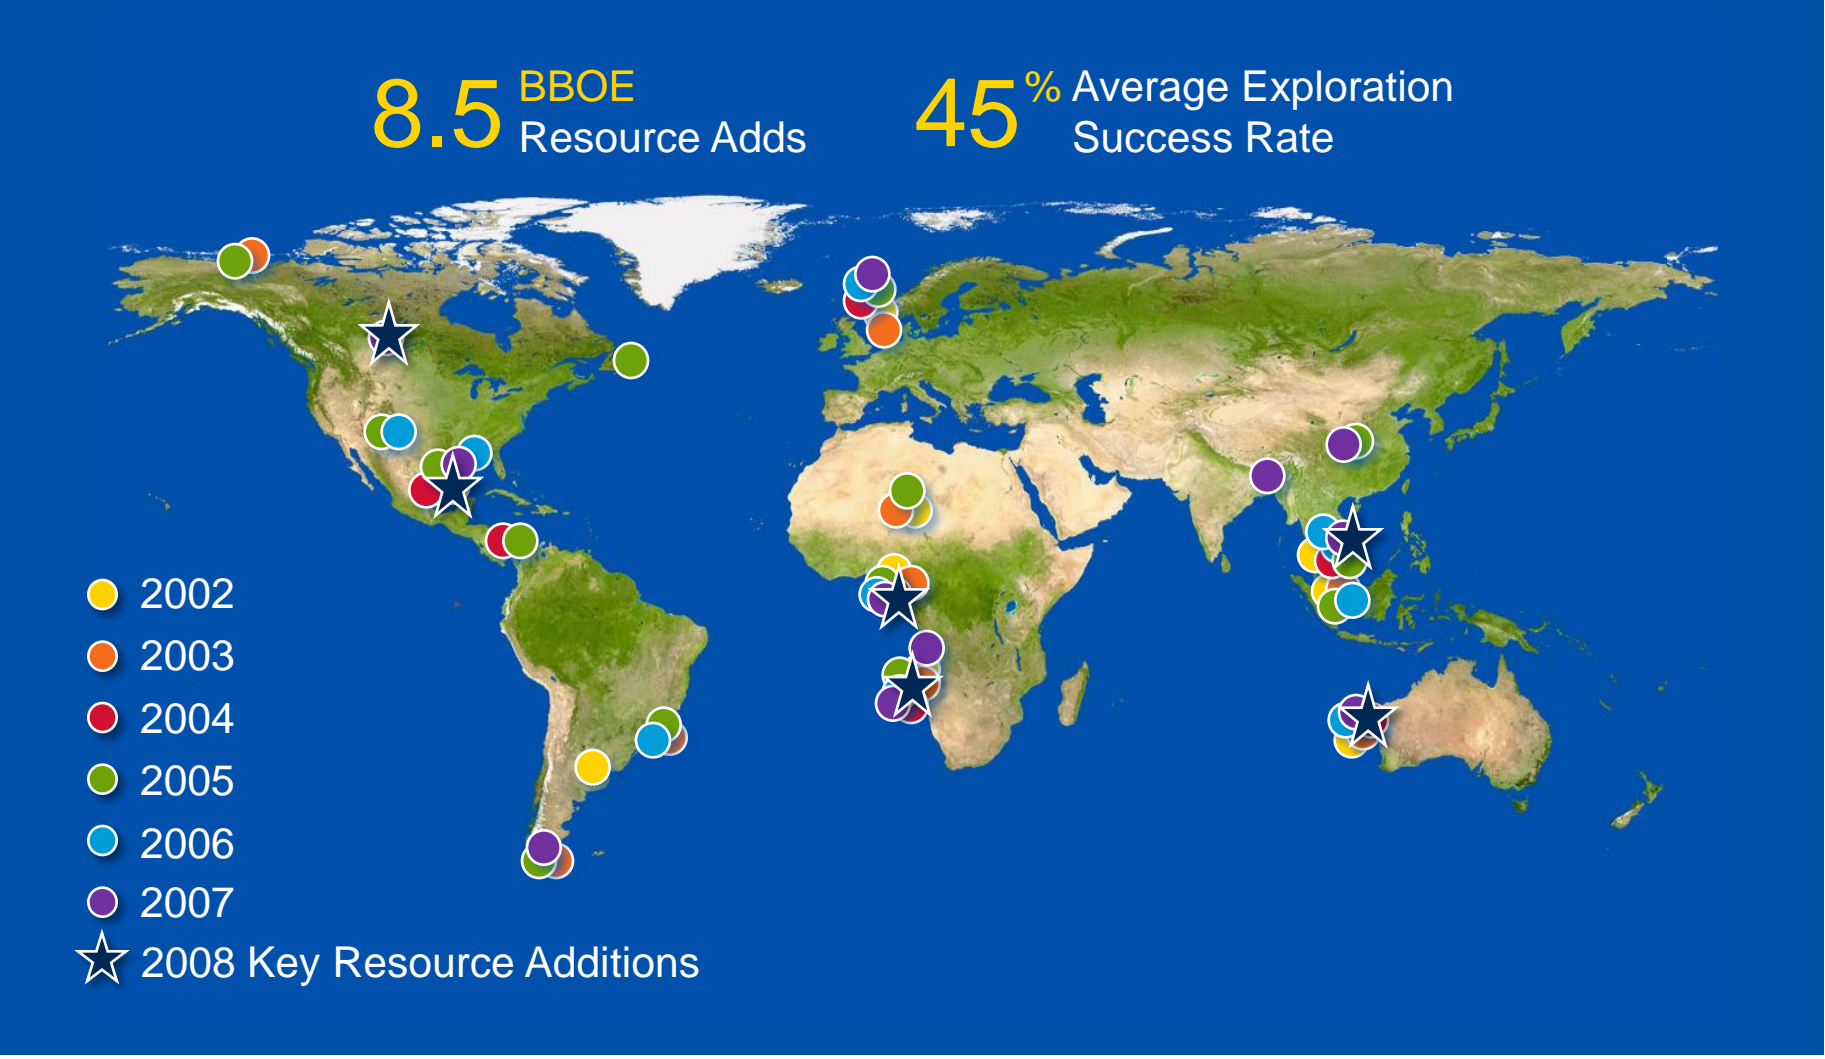 8.5 BBOE
Resource Adds
45% Average Exploration
Success Rate
2002
2003
2004
2005
2006
2007
2008 Key Resource Additions